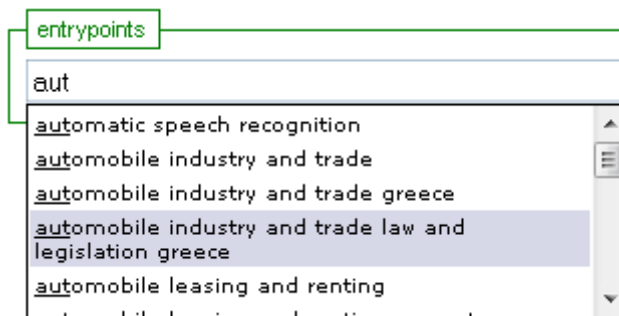 entrypoints
aut
automatic speech recognition
automobile industry and trade
automobile industry and trade greece
automobile industry and trade law and
legislation greece
automobile leasing and renting